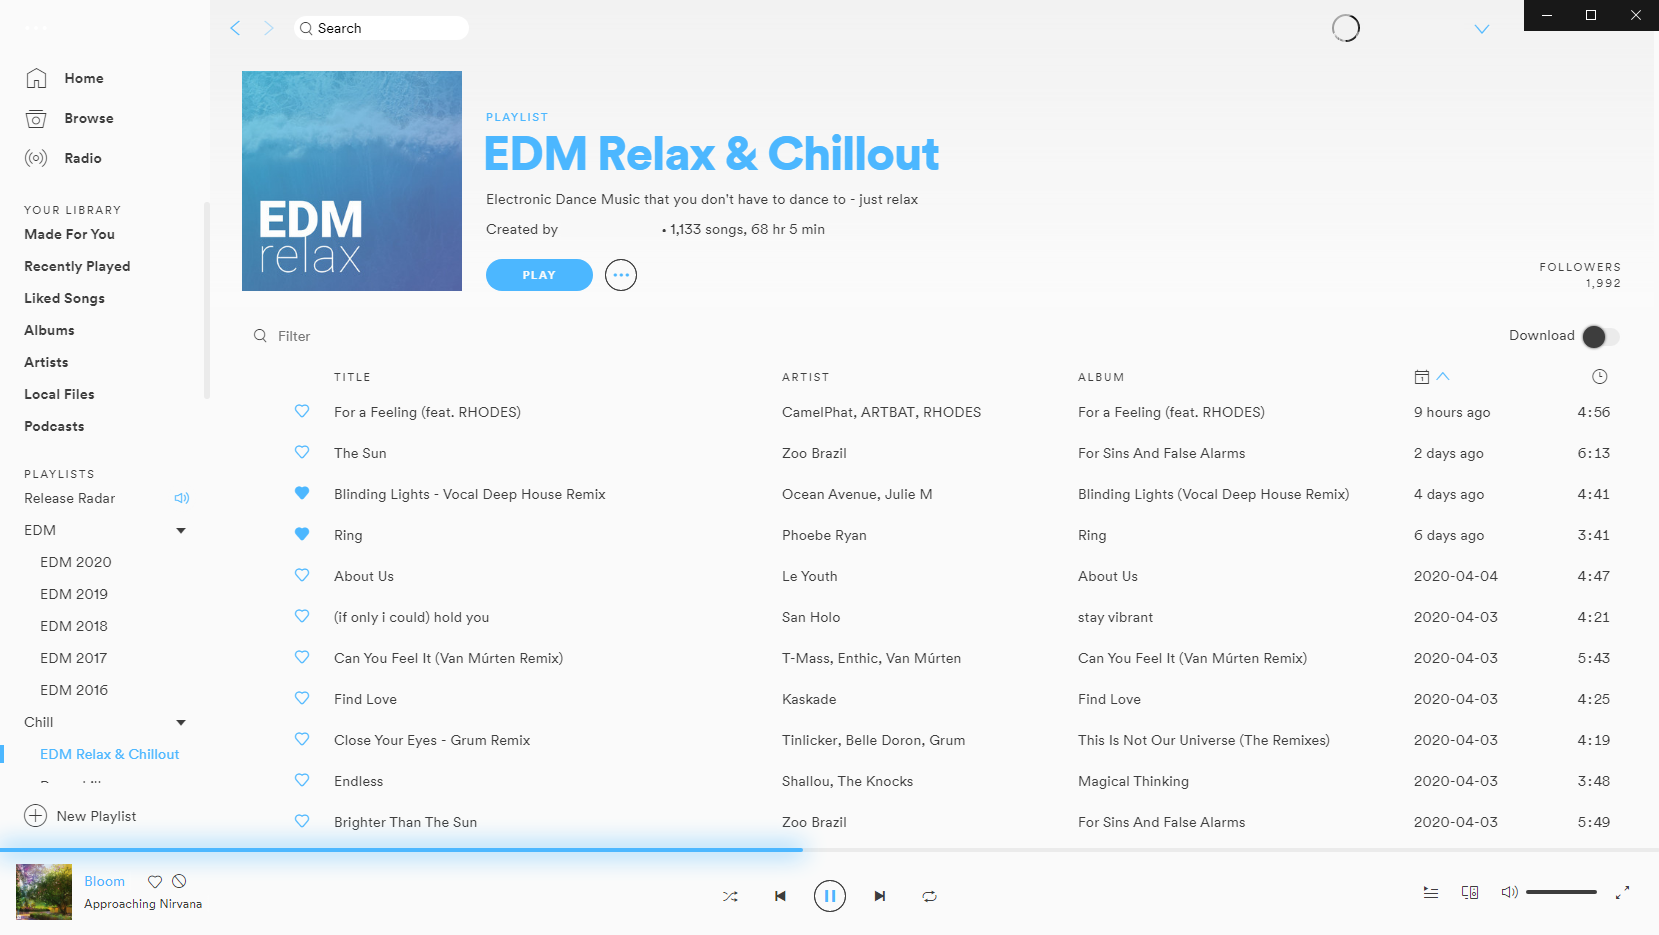 Search
Home
Browse
Radio
YOUR LIBRARY
Made For You
Recently Played
Liked Songs
Albums
Artists
Local Files
Podcasts
PLAYLISTS
Release Radar
EDM
EDM 2020
EDM 2019
EDM 2018
EDM 2017
EDM 2016
Chill
EDM Relax & Chillout
New Playlist
EDM
relax
PLAYLIST
EDM Relax & Chillout
Electronic Dance Music that you don't have to dance to - just relax
Created by • 1,133 songs, 68 hr 5 min
PLAY
FOLLOWERS
1,992
Filter
Download
TITLE ARTIST ALBUM
For a Feeling (feat. RHODES) CamelPhat, ARTBAT, RHODES For a Feeling (feat. RHODES) 9 hours ago 4:56
The Sun Zoo Brazil For Sins And False Alarms 2 days ago 6:13
Blinding Lights - Vocal Deep House Remix Ocean Avenue, Julie M Blinding Lights (Vocal Deep House Remix) 4 days ago 4:41
Ring Phoebe Ryan Ring 6 days ago 3:41
About Us Le Youth About Us 2020-04-04 4:47
(if only i could) hold you San Holo stay vibrant 2020-04-03 4:21
Can You Feel It (Van Múrten Remix) T-Mass, Enthic, Van Múrten Can You Feel It (Van Múrten Remix) 2020-04-03 5:43
Find Love Kaskade Find Love 2020-04-03 4:25
Close Your Eyes - Grum Remix Tinlicker, Belle Doron, Grum This Is Not Our Universe (The Remixes) 2020-04-03 4:19
Endless Shallou, The Knocks Magical Thinking 2020-04-03 3:48
Brighter Than The Sun Zoo Brazil For Sins And False Alarms 2020-04-03 5:49
Bloom
Approaching Nirvana